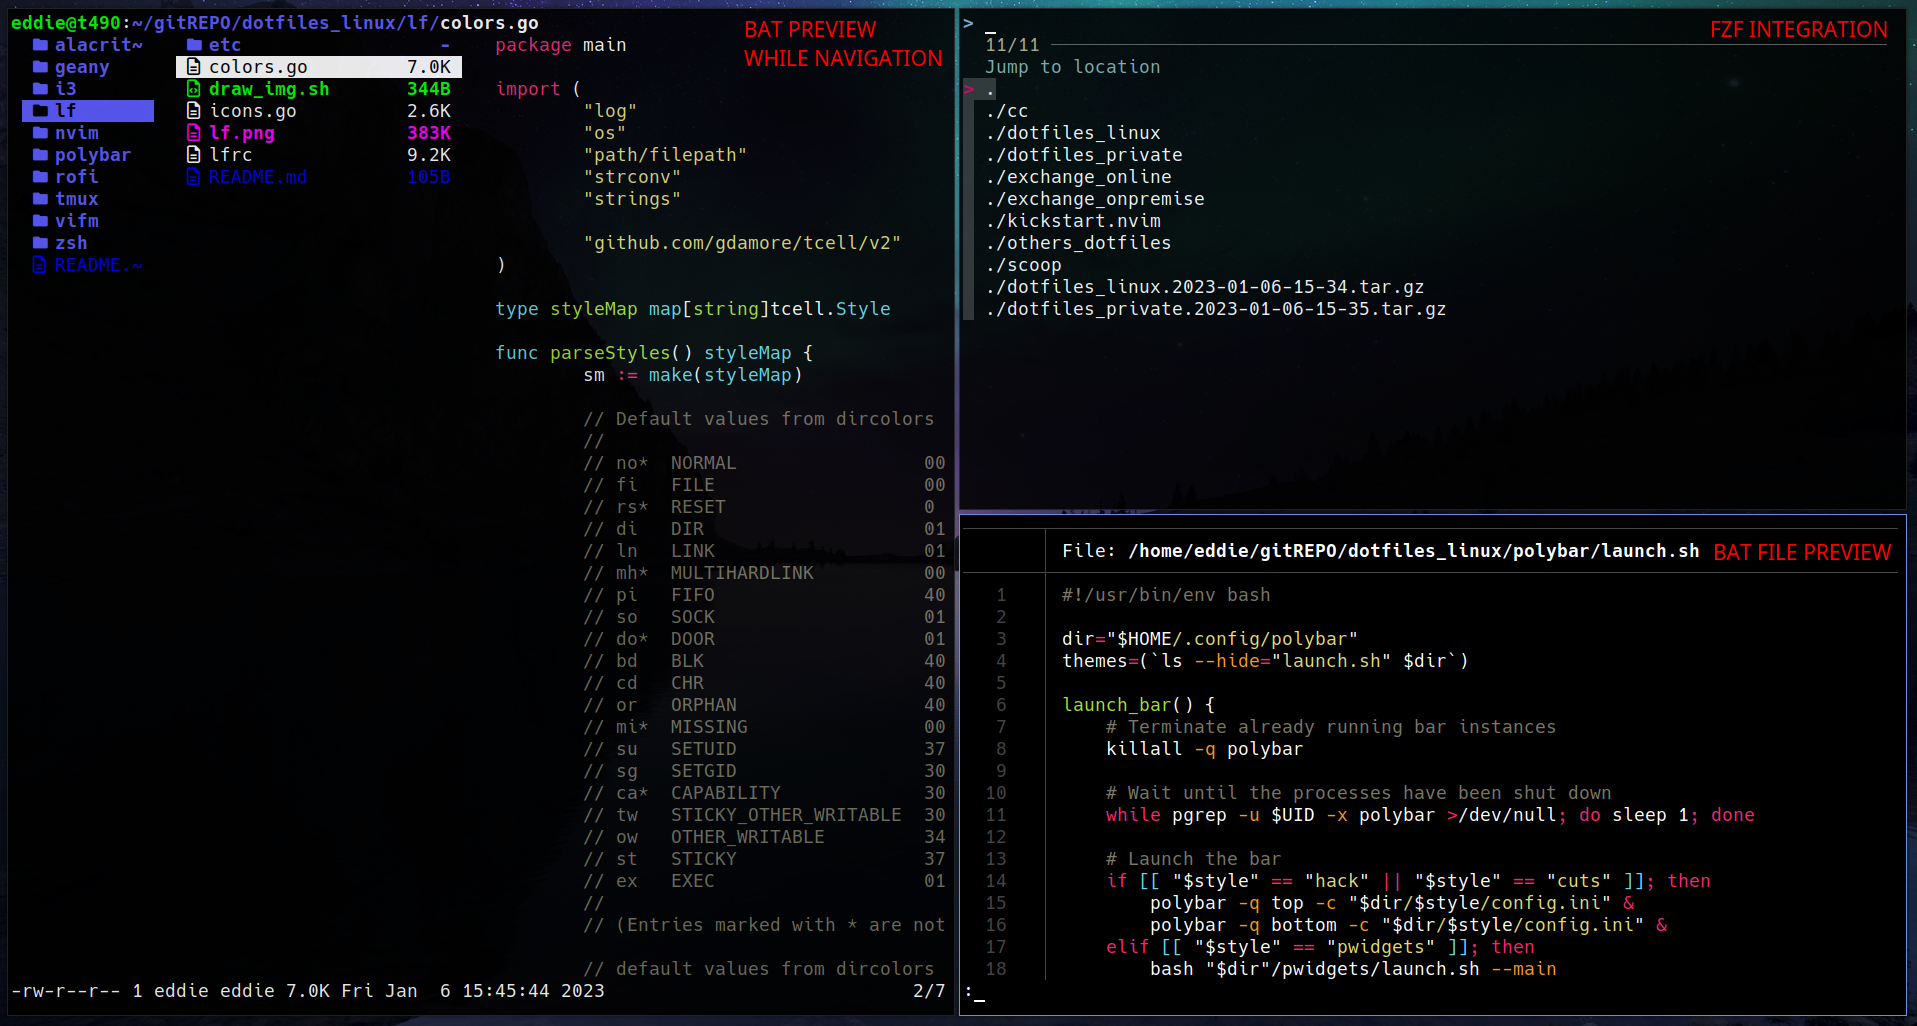 eddie@t490:~/gitREPO/dotfiles_linux/lf/colors.go
alacrit~
geany
i3
lf
nvim
polybar
rofi
tmux
vifm
zsh
README.~
etc -
colors.go 7.0K
draw_img.sh 344B
icons.go 2.6K
lf.png 383K
lfrc 9.2K
README.md 105B
BAT PREVIEW
WHILE NAVIGATION
package main
import (
"log"
"os"
"path/filepath"
"strconv"
"strings"
"github.com/gdamore/tcell/v2"
)
type styleMap map[string]tcell.Style
func parseStyles() styleMap {
sm := make(styleMap)
// Default values from dircolors
//
// no* NORMAL 00
// fi FILE 00
// rs* RESET 0
// di DIR 01
// ln LINK 01
// mh* MULTIHARDLINK 00
// pi FIFO 40
// so SOCK 01
// do* DOOR 01
// bd BLK 40
// cd CHR 40
// or ORPHAN 40
// mi* MISSING 00
// su SETUID 37
// sg SETGID 30
// ca* CAPABILITY 30
// tw STICKY_OTHER_WRITABLE 30
// ow OTHER_WRITABLE 34
// st STICKY 37
// ex EXEC 01
//
// (Entries marked with * are not
// default values from dircolors
-rw-r--r-- 1 eddie eddie 7.0K Fri Jan  6 15:45:44 2023 2/7
>
FZF INTEGRATION
11/11
Jump to location
> .
./cc
./dotfiles_linux
./dotfiles_private
./exchange_online
./exchange_onpremise
./kickstart.nvim
./others_dotfiles
./scoop
./dotfiles_linux.2023-01-06-15-34.tar.gz
./dotfiles_private.2023-01-06-15-35.tar.gz
File: /home/eddie/gitREPO/dotfiles_linux/polybar/launch.sh
BAT FILE PREVIEW
1 #!/usr/bin/env bash
2
3 dir="$HOME/.config/polybar"
4 themes=(`ls --hide="launch.sh" $dir`)
5
6 launch_bar() {
7 # Terminate already running bar instances
8 killall -q polybar
9
10 # Wait until the processes have been shut down
11 while pgrep -u $UID -x polybar >/dev/null; do sleep 1; done
12
13 # Launch the bar
14 if [[ "$style" == "hack" || "$style" == "cuts" ]]; then
15 polybar -q top -c "$dir/$style/config.ini" &
16 polybar -q bottom -c "$dir/$style/config.ini" &
17 elif [[ "$style" == "pwidgets" ]]; then
18 bash "$dir"/pwidgets/launch.sh --main
: